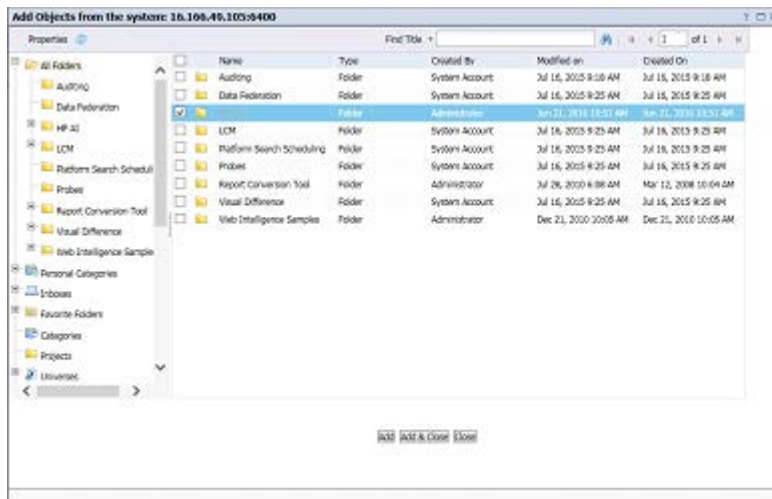 Add Objects from the system: 16.166.49.105:6400
Properties Find Title 1 of 1
Name Type Created By Modified on Created On
Auditing Folder System Account Jul 16, 2015 9:18 AM Jul 16, 2015 9:18 AM
Data Federation Folder System Account Jul 16, 2015 9:25 AM Jul 16, 2015 9:25 AM
Folder Administrator
LCM Folder System Account Jul 16, 2015 9:25 AM Jul 16, 2015 9:25 AM
Platform Search Scheduling Folder System Account Jul 16, 2015 9:25 AM Jul 16, 2015 9:25 AM
Probes Folder System Account Jul 16, 2015 9:25 AM Jul 16, 2015 9:25 AM
Report Conversion Tool Folder Administrator Jul 28, 2010 6:08 AM Mar 12, 2008 10:04 AM
Visual Difference Folder System Account Jul 16, 2015 9:25 AM Jul 16, 2015 9:25 AM
Web Intelligence Samples Folder Administrator Dec 21, 2010 10:05 AM Dec 21, 2010 10:05 AM
All Folders
Auditing
Data Federation
HP AI
LCM
Platform Search Scheduli
Probes
Report Conversion Tool
Visual Difference
Web Intelligence Sample
Personal Categories
Inboxes
Favorite Folders
Categories
Projects
Universes
Add Add & Close Close